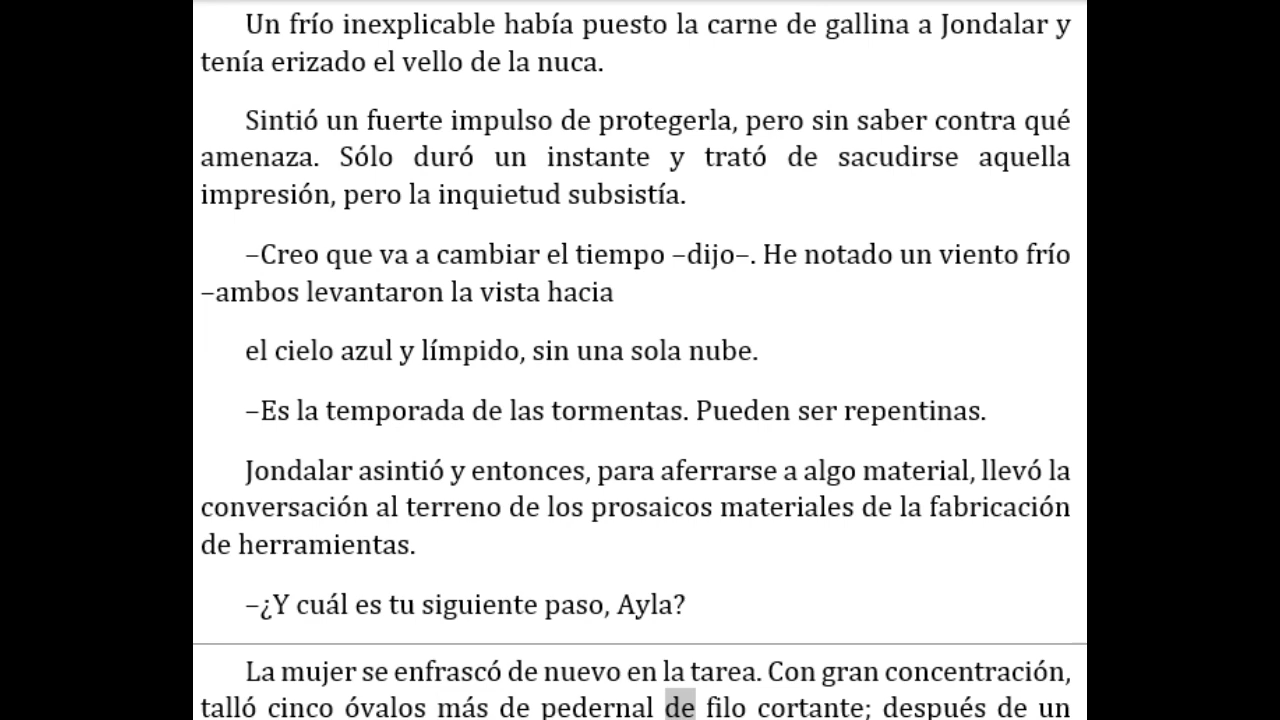 Un frío inexplicable había puesto la carne de gallina a Jondalar y
tenía erizado el vello de la nuca.
Sintió un fuerte impulso de protegerla, pero sin saber contra qué
amenaza. Sólo duró un instante y trató de sacudirse aquella
impresión, pero la inquietud subsistía.
–Creo que va a cambiar el tiempo –dijo–. He notado un viento frío
–ambos levantaron la vista hacia
el cielo azul y límpido, sin una sola nube.
–Es la temporada de las tormentas. Pueden ser repentinas.
Jondalar asintió y entonces, para aferrarse a algo material, llevó la
conversación al terreno de los prosaicos materiales de la fabricación
de herramientas.
–¿Y cuál es tu siguiente paso, Ayla?
La mujer se enfrascó de nuevo en la tarea. Con gran concentración,
talló cinco óvalos más de pedernal de filo cortante; después de un